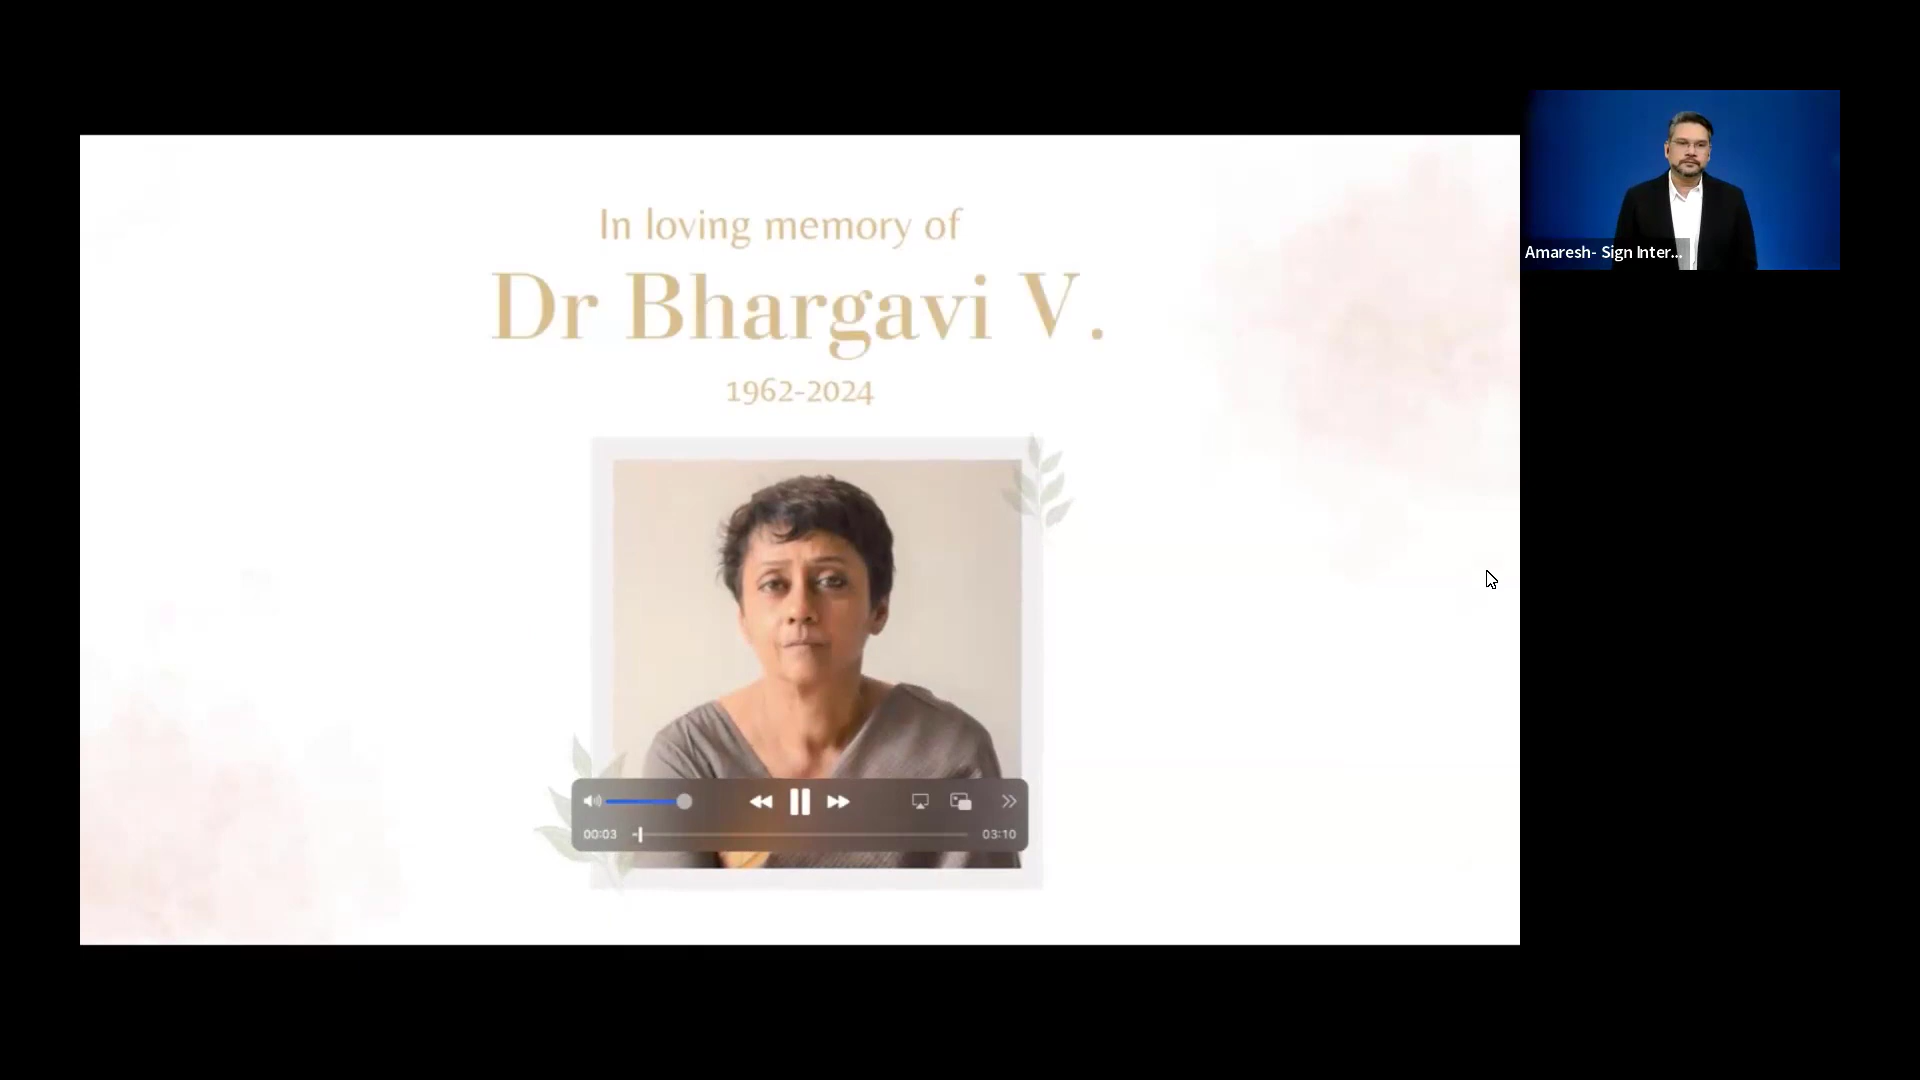 In loving memory of
Dr Bhargavi V.
1962-2024
Amaresh- Sign Inter...
00:03
03:10